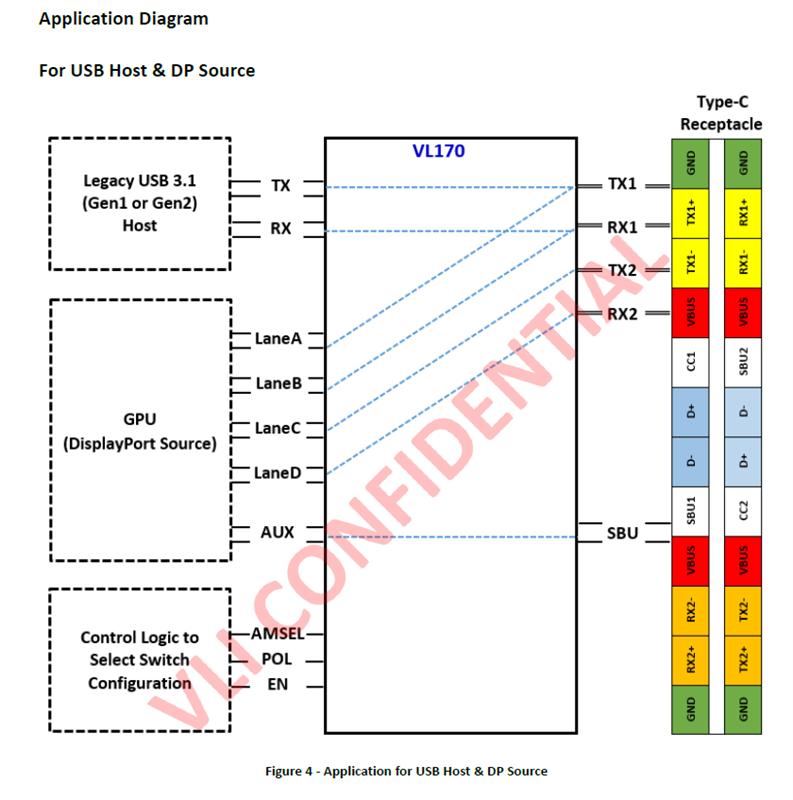 Application Diagram
For USB Host & DP Source
Type-C
Receptacle
VL170
Legacy USB 3.1
(Gen1 or Gen2)
Host
TX
RX
TX1
RX1
TX2
RX2
GPU
(DisplayPort Source)
LaneA
LaneB
LaneC
LaneD
AUX
SBU
Control Logic to
Select Switch
Configuration
AMSEL
POL
EN
GND
TX1+
TX1-
VBUS
CC1
D+
D-
SBU1
VBUS
RX2-
RX2+
GND
GND
RX1+
RX1-
VBUS
SBU2
D-
D+
CC2
VBUS
TX2-
TX2+
GND
VLI CONFIDENTIAL
Figure 4 - Application for USB Host & DP Source